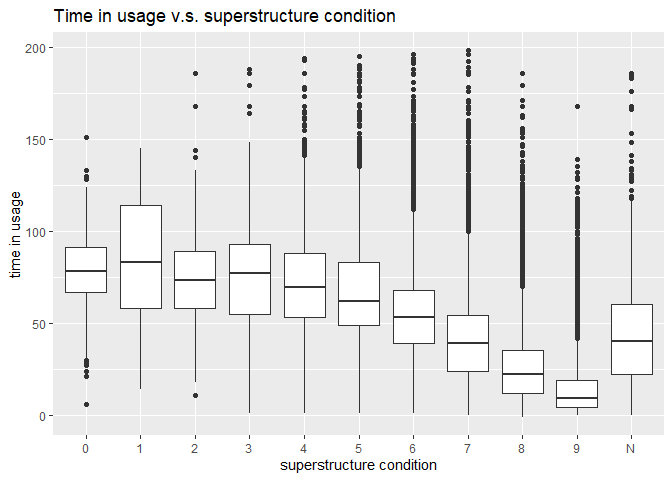 Time in usage v.s. superstructure condition
200
150
100
50
0
time in usage
0 1 2 3 4 5 6 7 8 9 N
superstructure condition